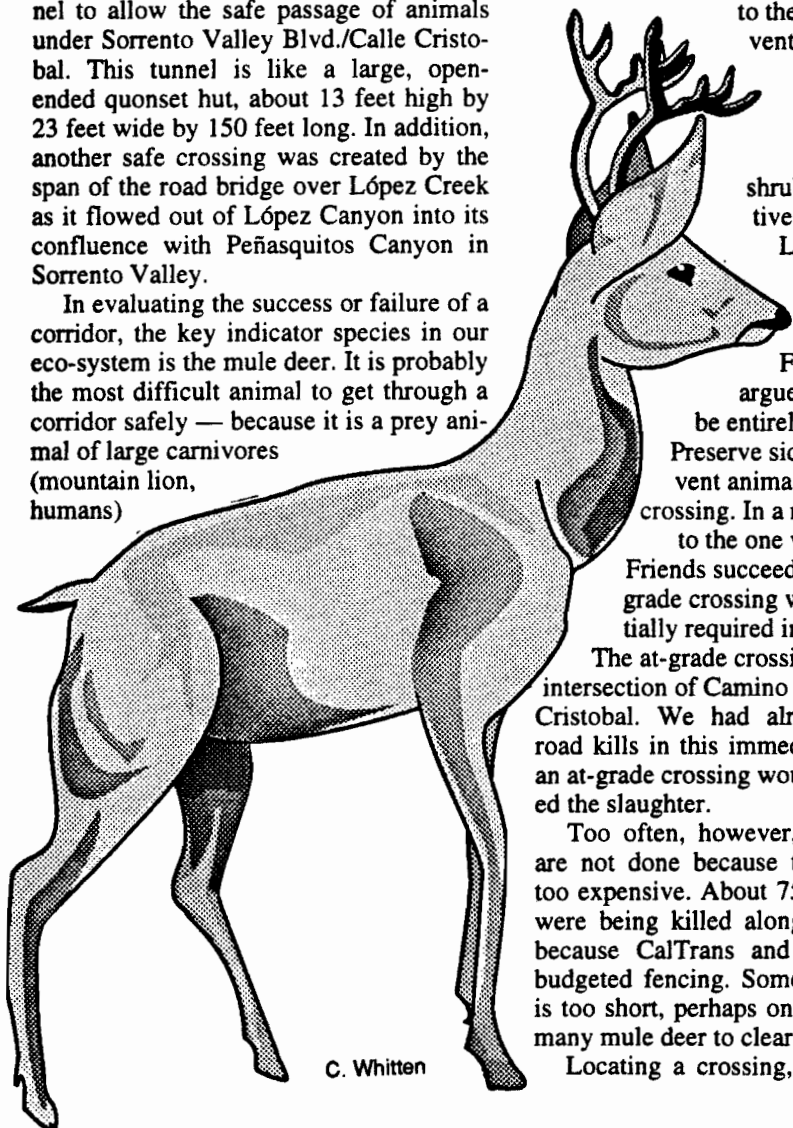 nel to allow the safe passage of animals
under Sorrento Valley Blvd./Calle Cristo-
bal. This tunnel is like a large, open-
ended quonset hut, about 13 feet high by
23 feet wide by 150 feet long. In addition,
another safe crossing was created by the
span of the road bridge over López Creek
as it flowed out of López Canyon into its
confluence with Peñasquitos Canyon in
Sorrento Valley.
In evaluating the success or failure of a
corridor, the key indicator species in our
eco-system is the mule deer. It is probably
the most difficult animal to get through a
corridor safely — because it is a prey ani-
mal of large carnivores
(mountain lion,
humans)
C. Whitten
to the
vent
shru
tive
L
F
argue
be entirel
Preserve sid
vent anima
crossing. In a r
to the one
Friends succeed
grade crossing
tially required in
The at-grade crossi
intersection of Camino
Cristobal. We had alr
road kills in this immed
an at-grade crossing wou
ed the slaughter.
Too often, however,
are not done because
too expensive. About 7
were being killed along
because CalTrans and
budgeted fencing. Some
is too short, perhaps on
many mule deer to clear
Locating a crossing,